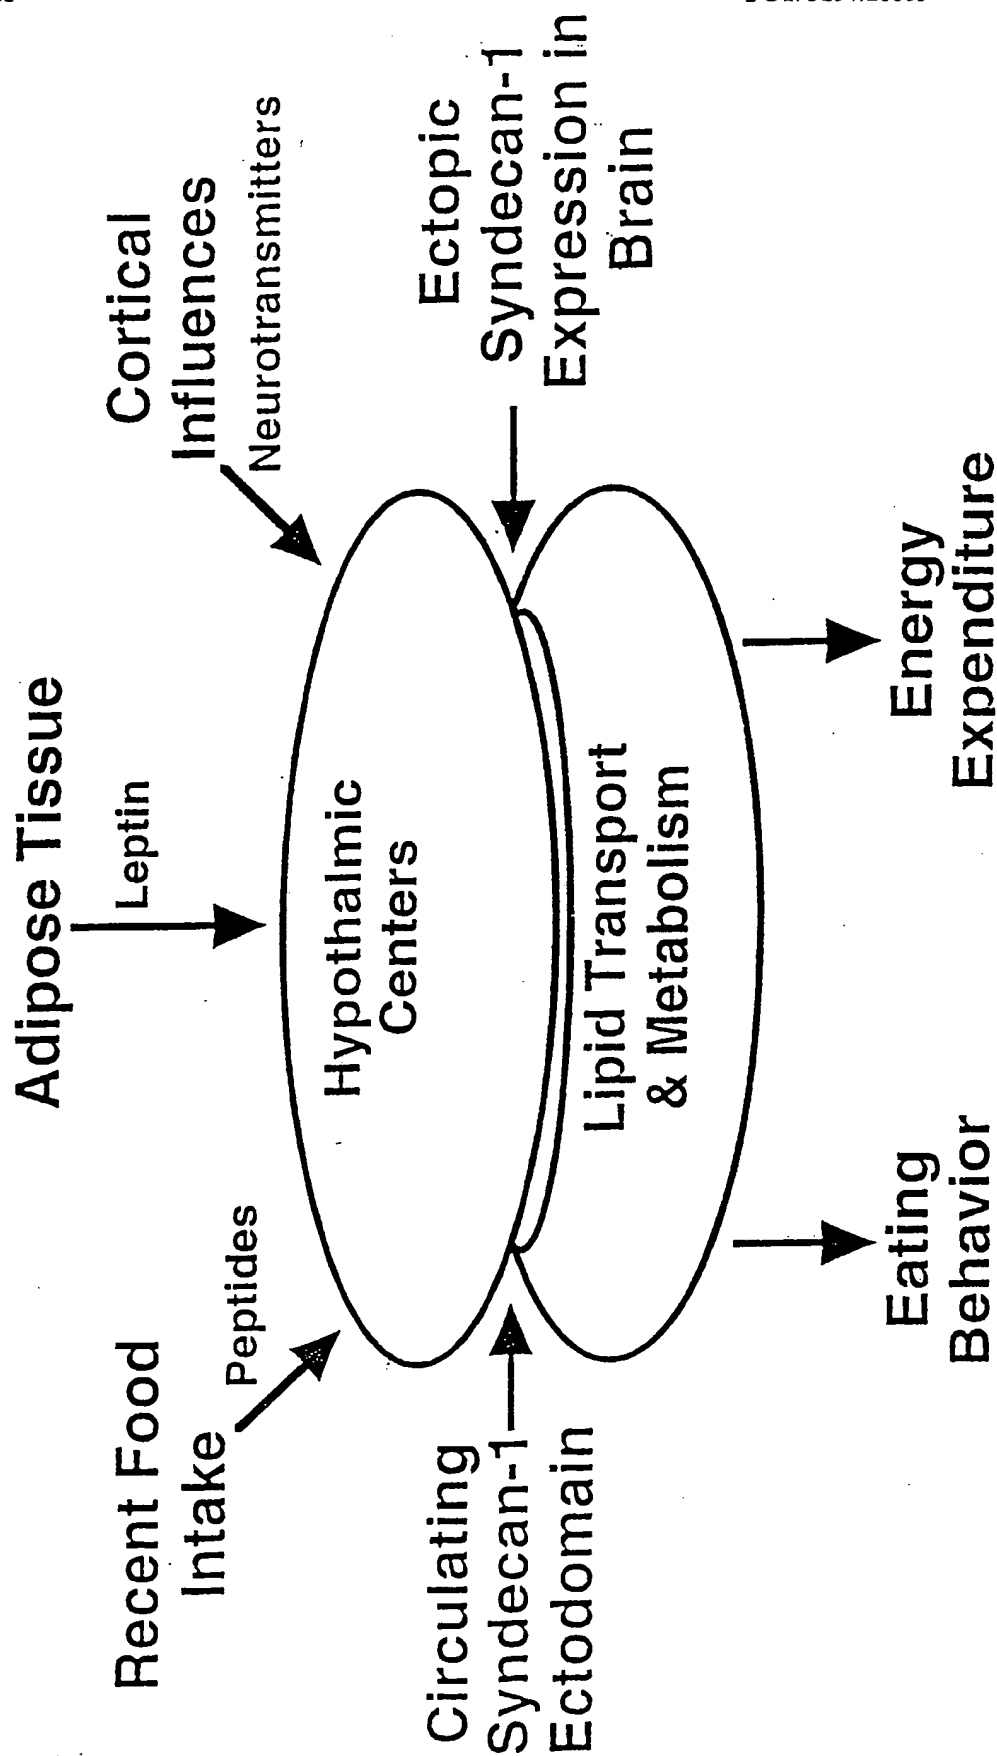 Adipose Tissue
Leptin
Recent Food
Intake
Peptides
Cortical
Influences
Neurotransmitters
Hypothalmic
Centers
Circulating
Syndecan-1
Ectodomain
Ectopic
Syndecan-1
Expression in
Brain
Lipid Transport
& Metabolism
Eating
Behavior
Energy
Expenditure